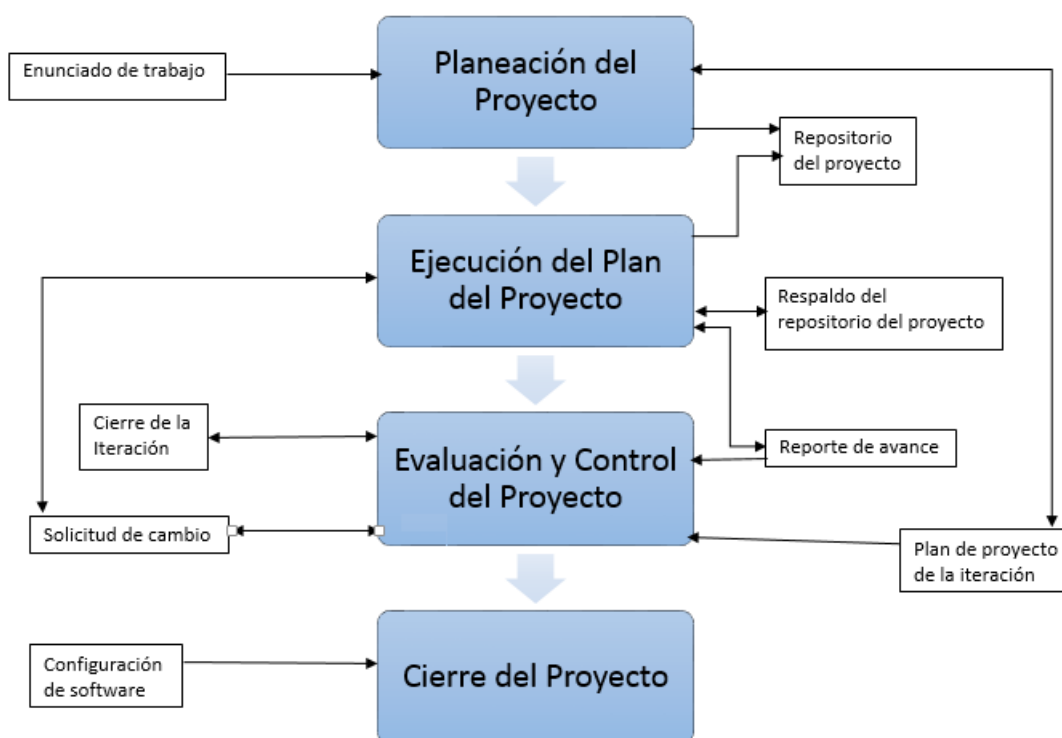 Planeación del
Proyecto
Enunciado de trabajo
Repositorio
del proyecto
Ejecución del Plan
del Proyecto
Respaldo del
repositorio del proyecto
Cierre de la
Iteración
Evaluación y Control
del Proyecto
Reporte de avance
Solicitud de cambio
Plan de proyecto
de la iteración
Configuración
de software
Cierre del Proyecto